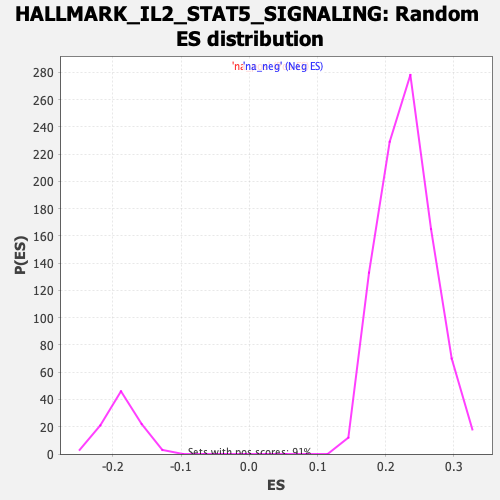 HALLMARK_IL2_STAT5_SIGNALING: Random
ES distribution
'na_neg' (Neg ES)
280
260
240
220
200
180
160
140
120
100
80
60
40
20
0
P(ES)
Sets with pos scores: 91%
-0.2 -0.1 0.0 0.1 0.2 0.3
ES